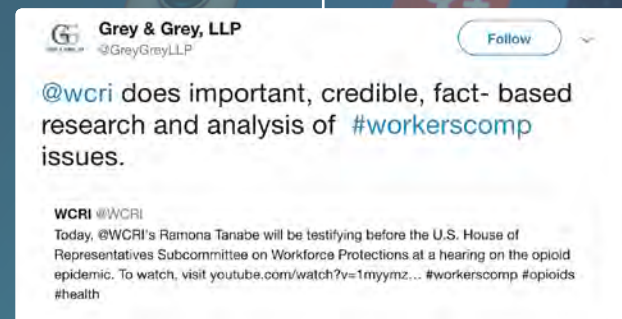 Grey & Grey, LLP
@GreyGreyLLP
Follow
@wcri does important, credible, fact- based
research and analysis of #workerscomp
issues.
WCRI @WCRI
Today, @WCRI's Ramona Tanabe will be testifying before the U.S. House of
Representatives Subcommittee on Workforce Protections at a hearing on the opioid
epidemic. To watch, visit youtube.com/watch?v=1myymz... #workerscomp #opioids
#health